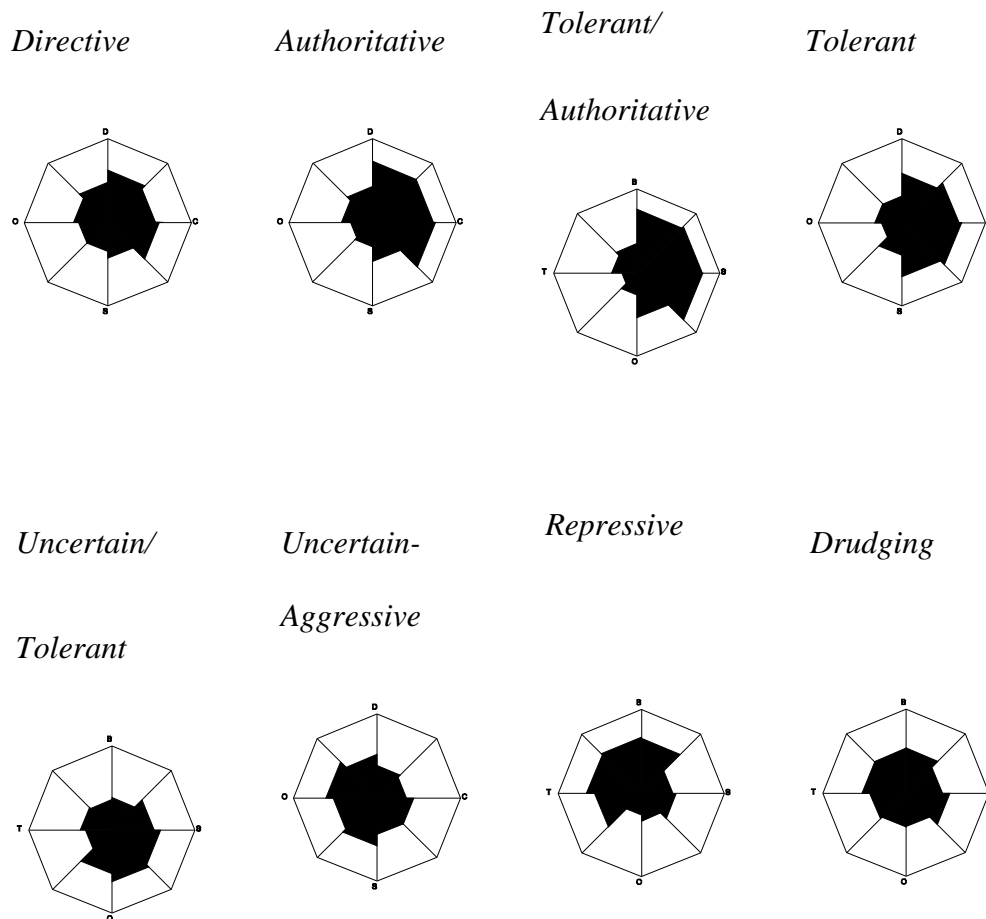 Directive
D
O
C
S
Authoritative
D
O
C
S
Tolerant/
Authoritative
B
T
S
O
Tolerant
D
O
S
Uncertain/
Tolerant
B
T
S
Uncertain-
Aggressive
D
O
C
S
Repressive
T
O
Drudging
B
T
O